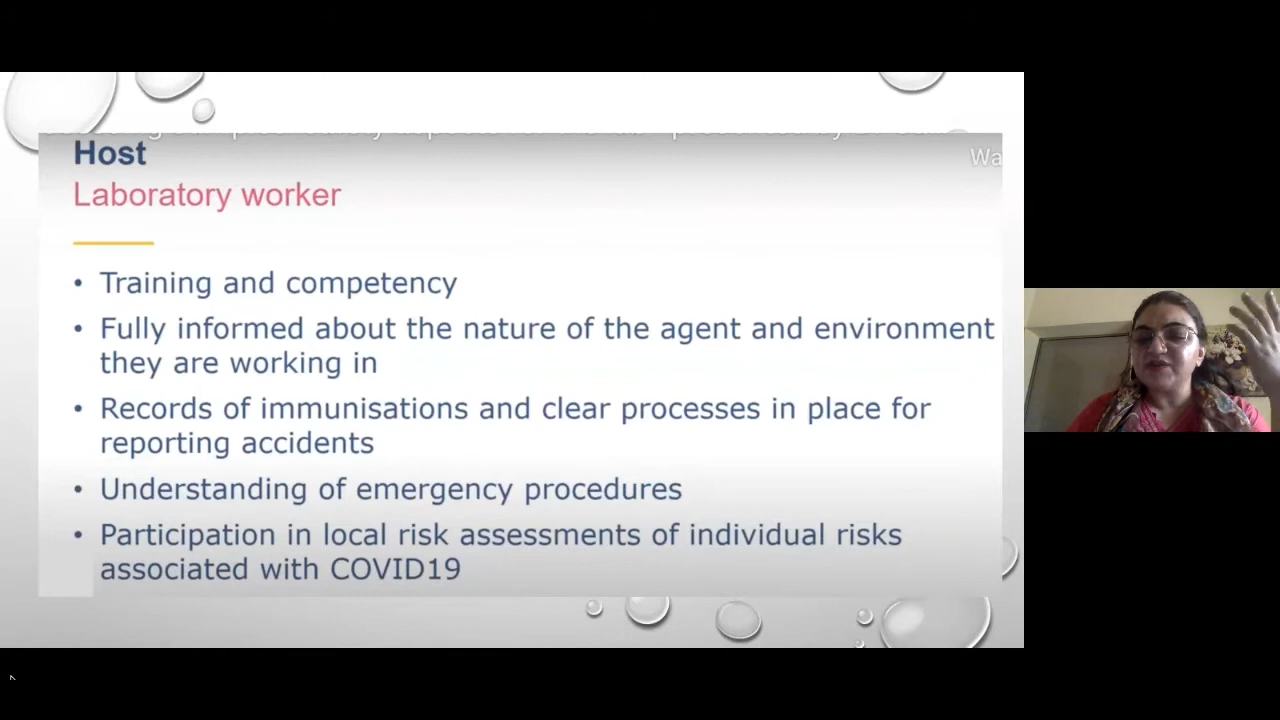 Host
Wa
Laboratory worker
• Training and competency
• Fully informed about the nature of the agent and environment
they are working in
• Records of immunisations and clear processes in place for
reporting accidents
• Understanding of emergency procedures
• Participation in local risk assessments of individual risks
associated with COVID19